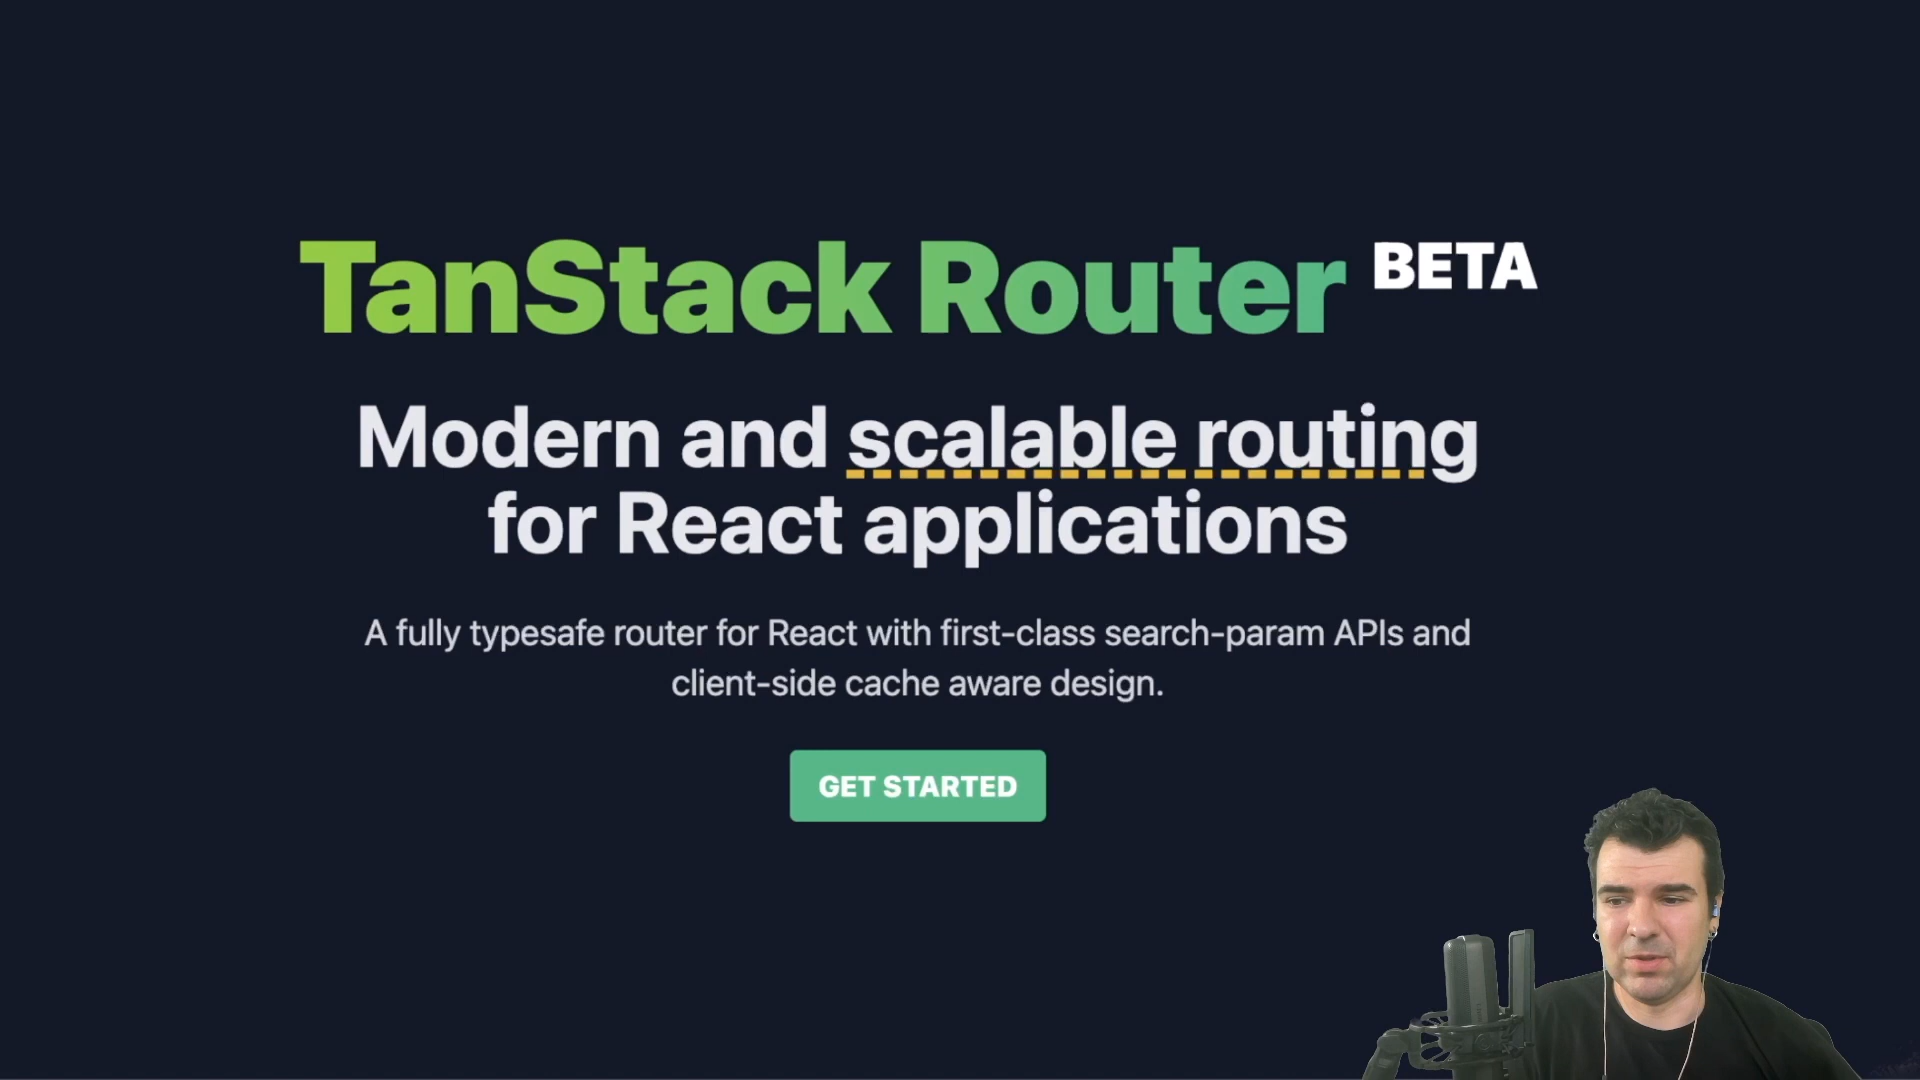 TanStack Router BETA
Modern and scalable routing
for React applications
A fully typesafe router for React with first-class search-param APIs and
client-side cache aware design.
GET STARTED